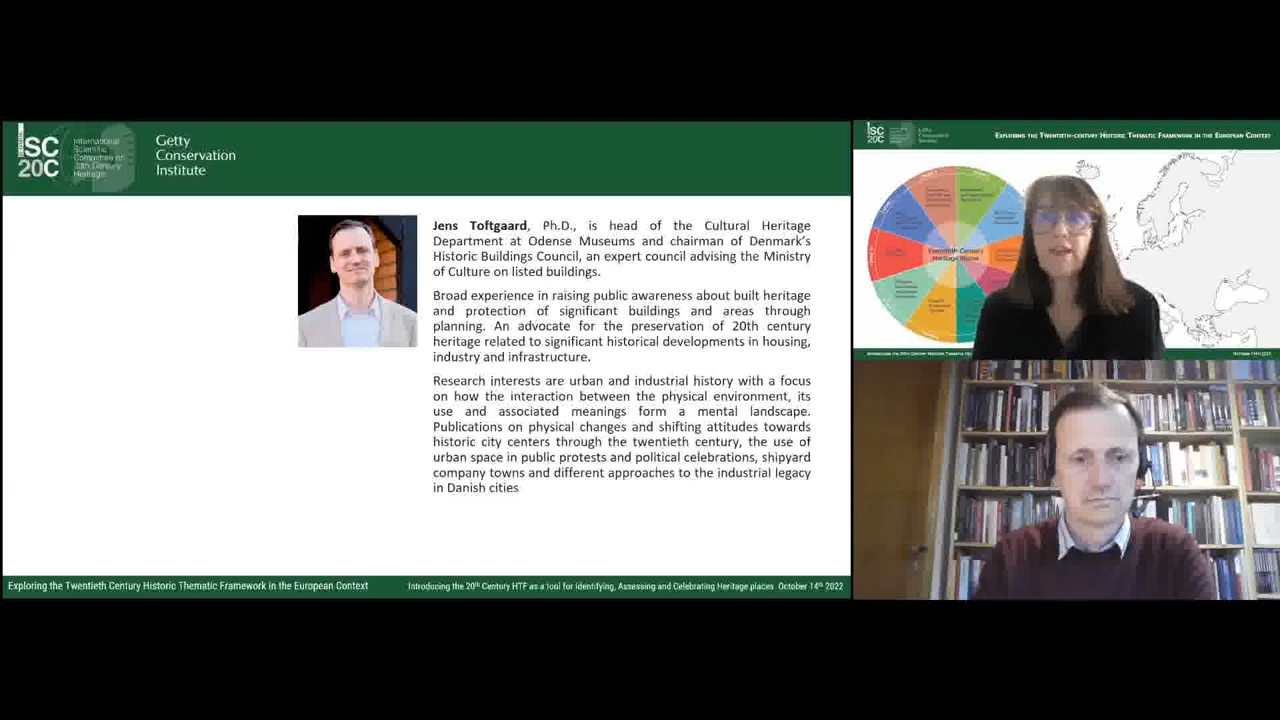 ISC
20C
International
Scientific
Committee on
20th Century
Heritage
Getty
Conservation
Institute
Jens Toftgaard, Ph.D., is head of the Cultural Heritage
Department at Odense Museums and chairman of Denmark's
Historic Buildings Council, an expert council advising the Ministry
of Culture on listed buildings.
Broad experience in raising public awareness about built heritage
and protection of significant buildings and areas through
planning. An advocate for the preservation of 20th century
heritage related to significant historical developments in housing,
industry and infrastructure.
Research interests are urban and industrial history with a focus
on how the interaction between the physical environment, its
use and associated meanings form a mental landscape.
Publications on physical changes and shifting attitudes towards
historic city centers through the twentieth century, the use of
urban space in public protests and political celebrations, shipyard
company towns and different approaches to the industrial legacy
in Danish cities
Exploring the Twentieth Century Historic Thematic Framework in the European Context
Introducing the 20th Century HTF as a tool for identifying, Assessing and Celebrating Heritage places October 14th 2022
ISC
20C
Exploring the Twentieth-century Historic Thematic Framework in the European Context
Twentieth-Century
Heritage Places